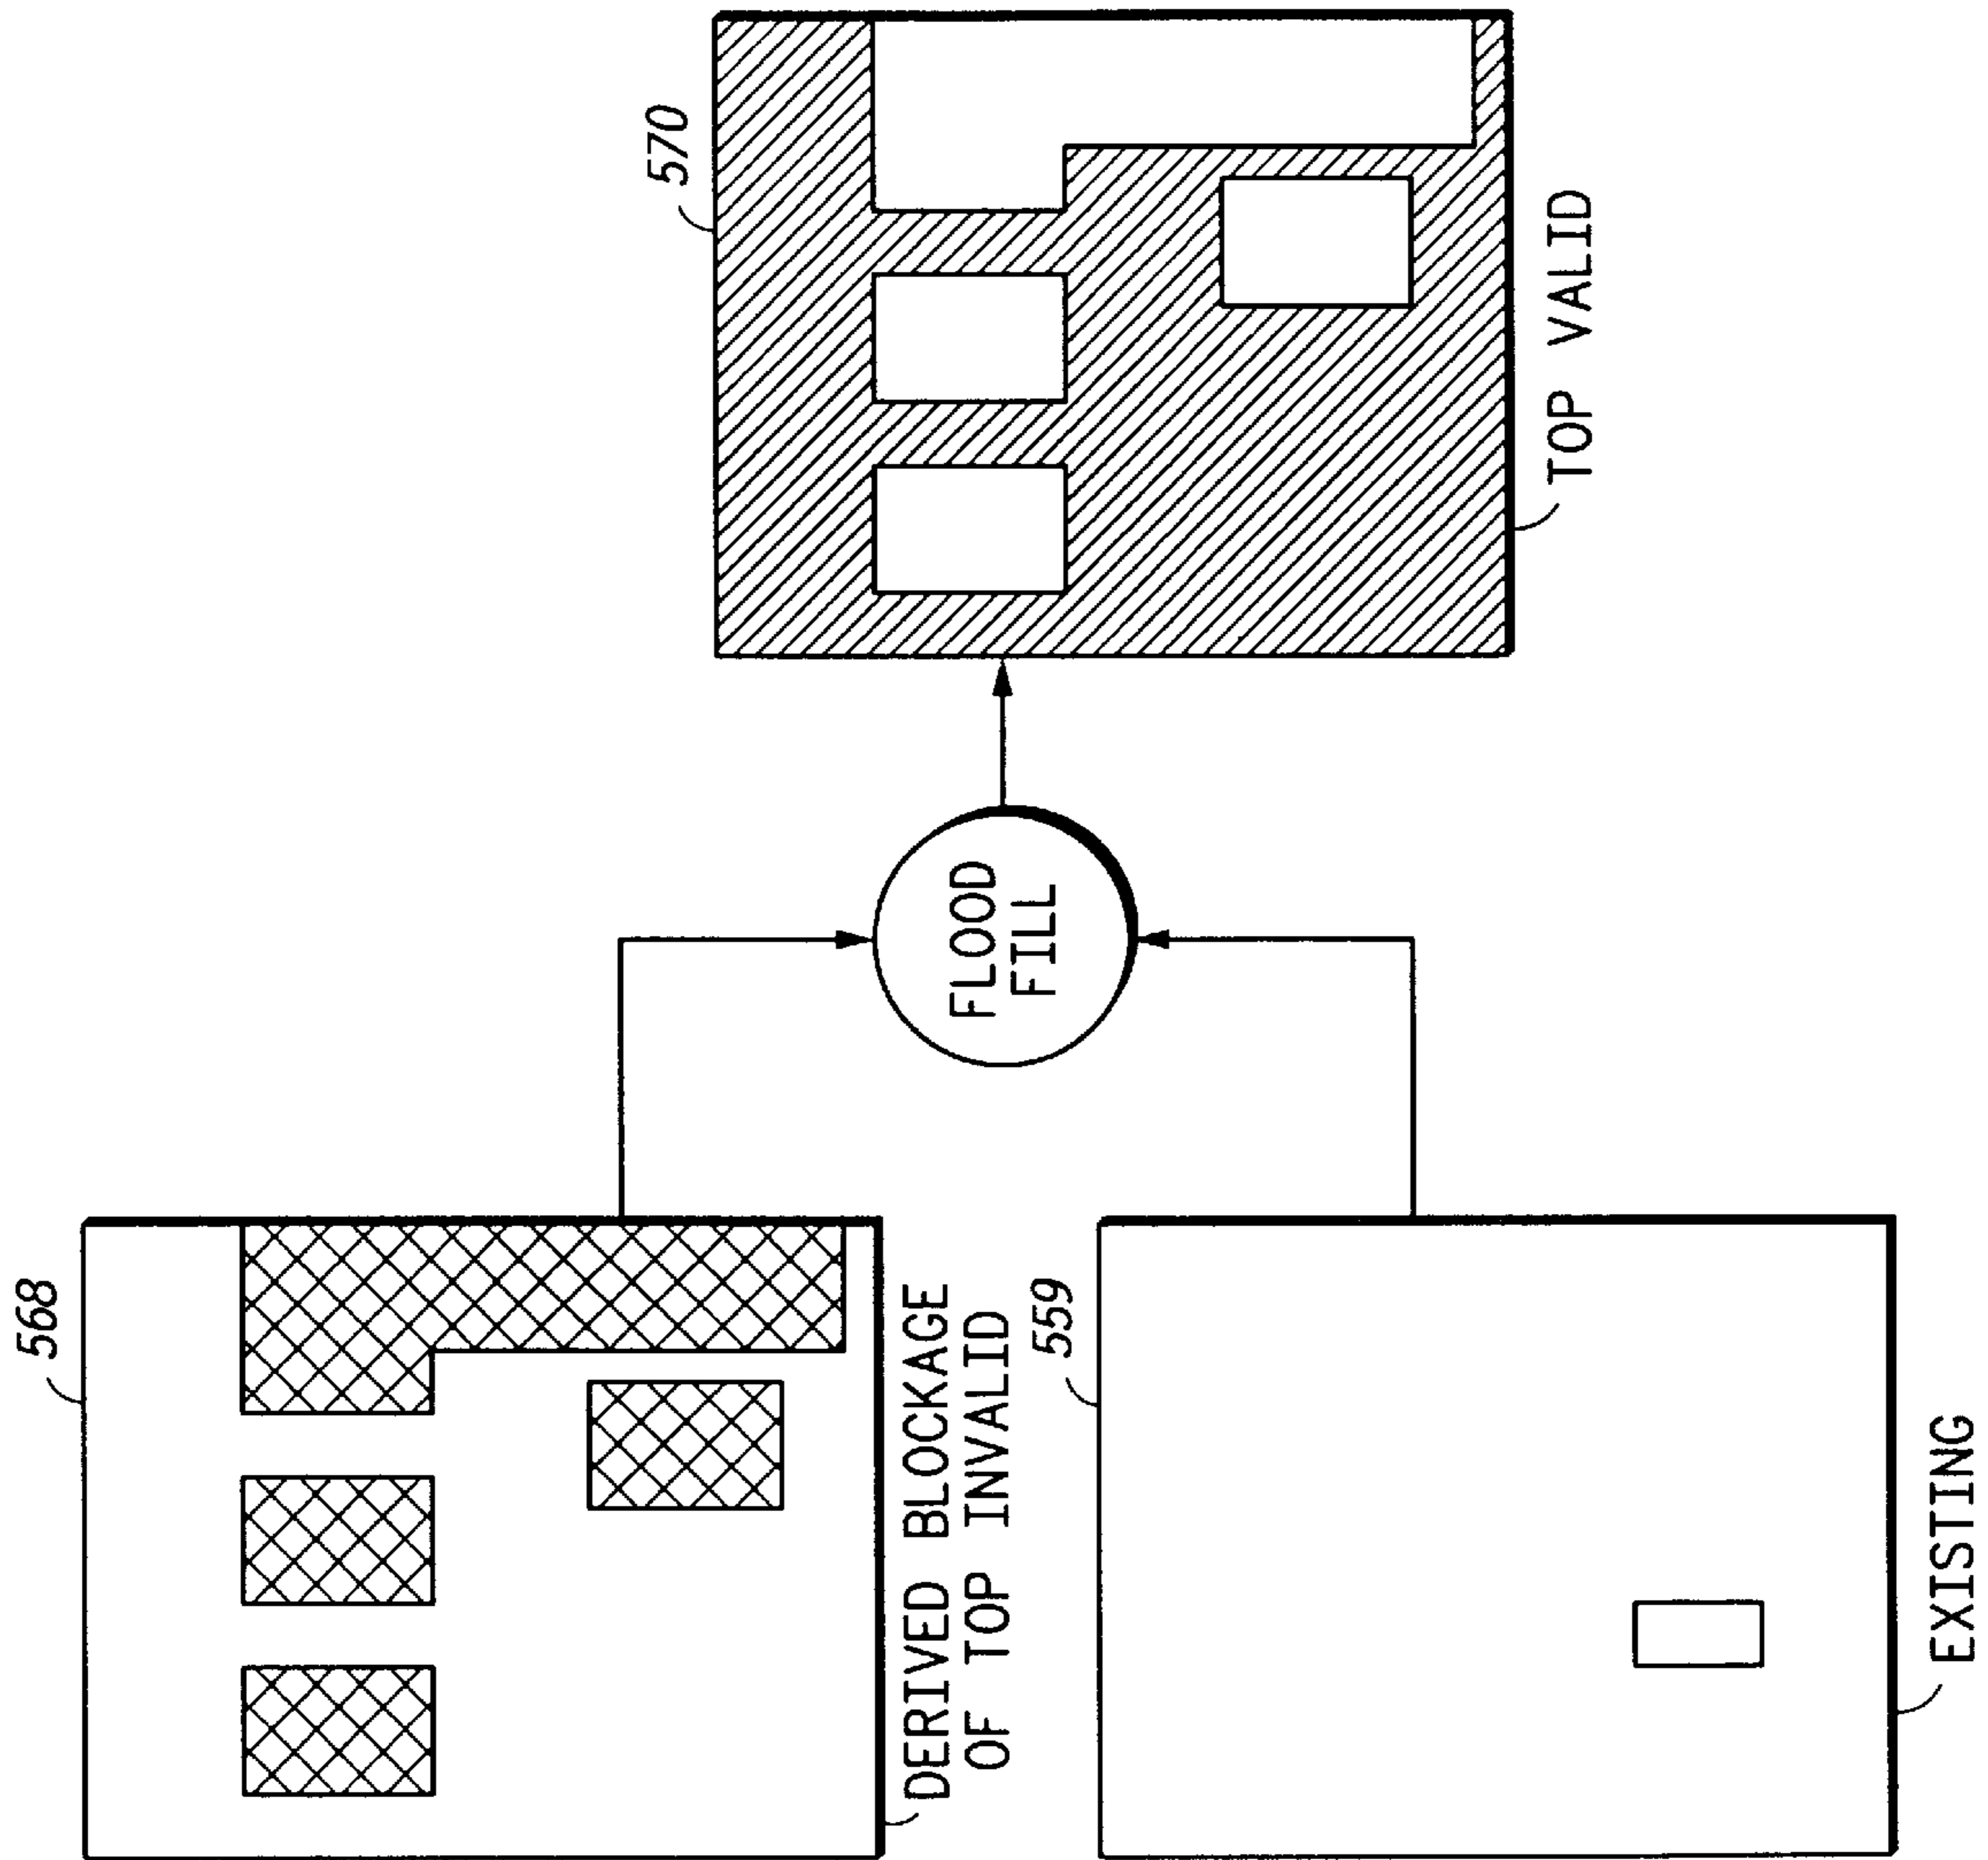 568
DERIVED BLOCKAGE
OF TOP INVALID
559
EXISTING
FLOOD
FILL
570
TOP VALID